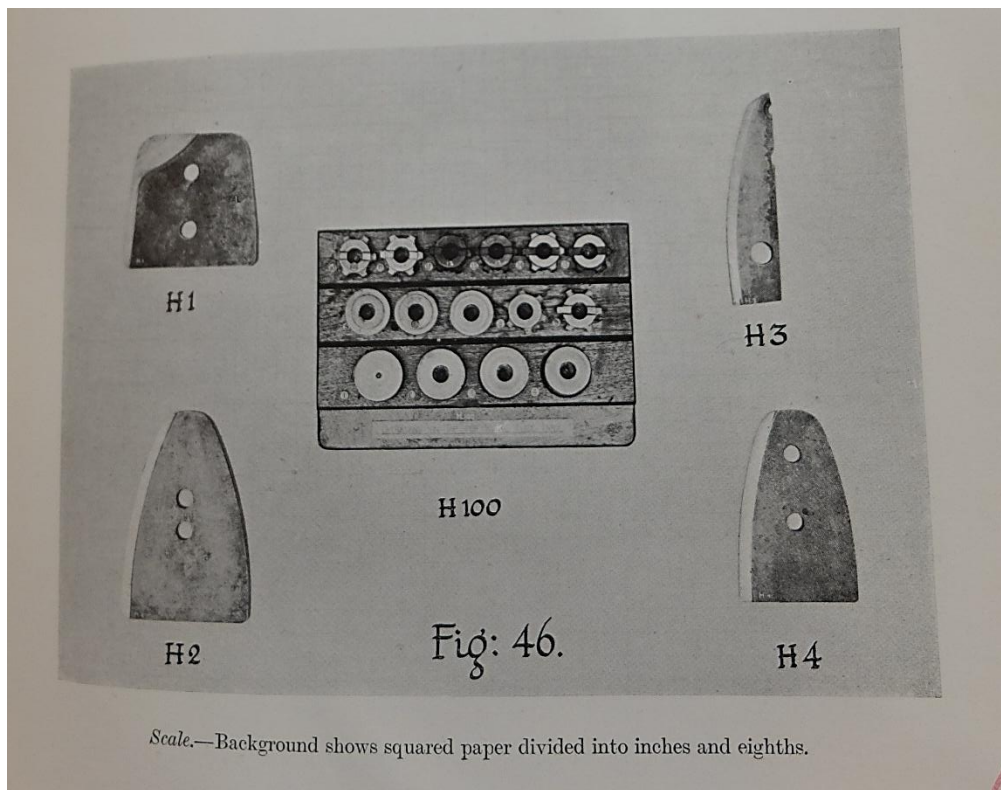 H1
H3
H100
H2
Fig: 46.
H4
Scale.—Background shows squared paper divided into inches and eighths.